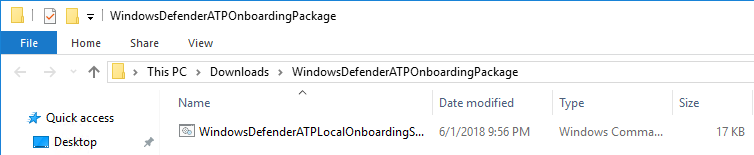 WindowsDefenderATPOnboardingPackage
File Home Share View
This PC Downloads WindowsDefenderATPOnboardingPackage
Name Date modified Type Size
Quick access
WindowsDefenderATPLocalOnboardingS... 6/1/2018 9:56 PM Windows Comma... 17 KB
Desktop